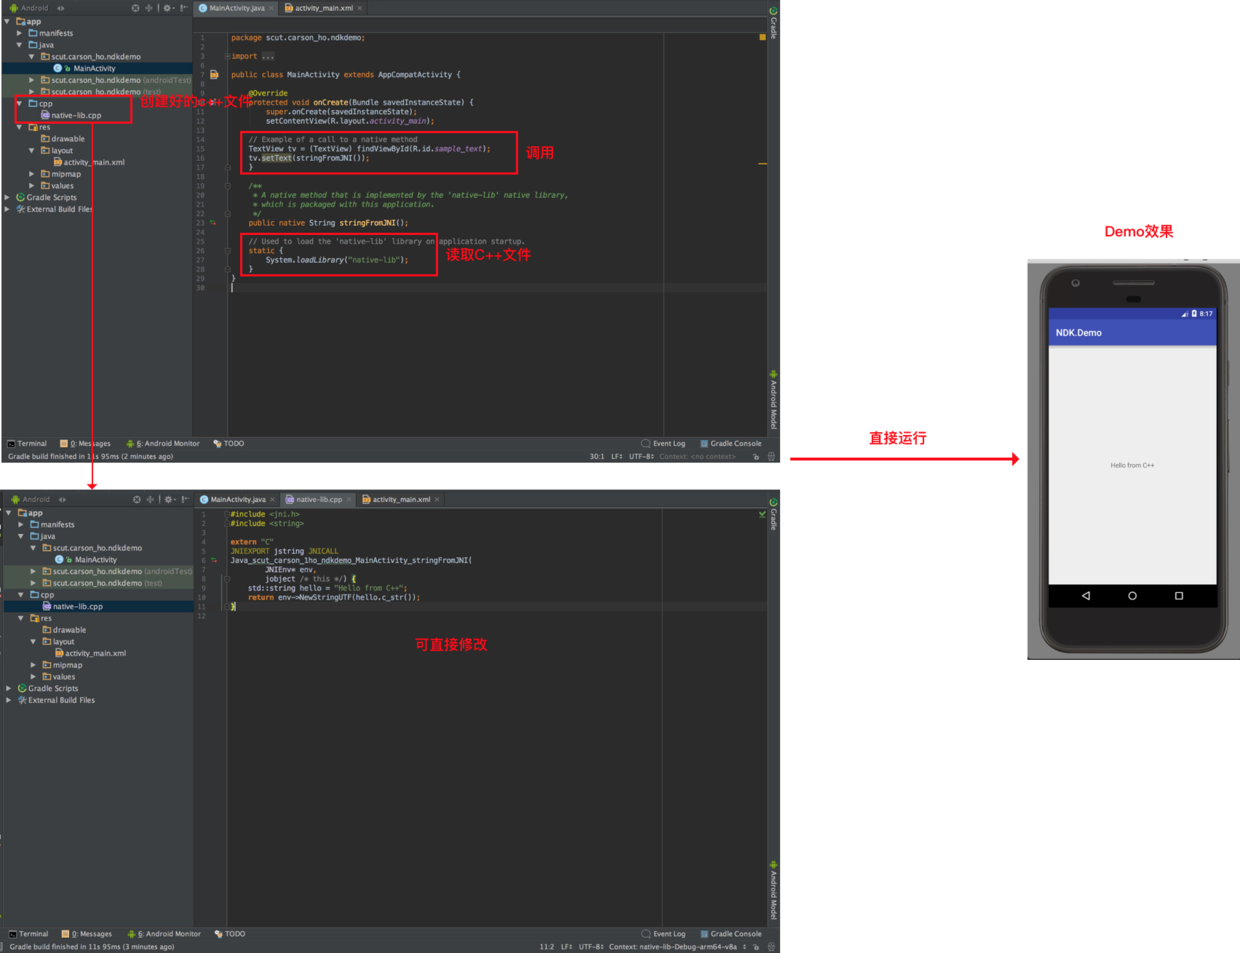 Android
MainActivity.java
activity_main.xml
app
manifests
java
scut.carson_ho.ndkdemo
MainActivity
scut.carson_ho.ndkdemo (androidTest)
scut.carson_ho.ndkdemo (test)
cpp
native-lib.cpp
res
drawable
layout
activity_main.xml
mipmap
values
Gradle Scripts
External Build Files
创建好的C++文件
1 package scut.carson_ho.ndkdemo;
2
3 import ...
6
7 public class MainActivity extends AppCompatActivity {
8
9 @Override
10 protected void onCreate(Bundle savedInstanceState) {
11 super.onCreate(savedInstanceState);
12 setContentView(R.layout.activity_main);
13
14 // Example of a call to a native method
15 TextView tv = (TextView) findViewById(R.id.sample_text);
16 tv.setText(stringFromJNI());
17 }
18
19 /**
20 * A native method that is implemented by the 'native-lib' native library,
21 * which is packaged with this application.
22 */
23 public native String stringFromJNI();
24
25 // Used to load the 'native-lib' library on application startup.
26 static {
27 System.loadLibrary("native-lib");
28 }
29 }
30
调用
读取C++文件
Gradle
Android Model
Terminal
0: Messages
6: Android Monitor
TODO
Event Log
Gradle Console
Gradle build finished in 11s 95ms (2 minutes ago)
30:1 LF UTF-8 Context: <no context>
Android
MainActivity.java
native-lib.cpp
activity_main.xml
app
manifests
java
scut.carson_ho.ndkdemo
MainActivity
scut.carson_ho.ndkdemo (androidTest)
scut.carson_ho.ndkdemo (test)
cpp
native-lib.cpp
res
drawable
layout
activity_main.xml
mipmap
values
Gradle Scripts
External Build Files
1 #include <jni.h>
2 #include <string>
3
4 extern "C"
5 JNIEXPORT jstring JNICALL
6 Java_scut_carson_1ho_ndkdemo_MainActivity_stringFromJNI(
7 JNIEnv* env,
8 jobject /* this */) {
9 std::string hello = "Hello from C++";
10 return env->NewStringUTF(hello.c_str());
11 }
12
可直接修改
Gradle
Android Model
Terminal
0: Messages
6: Android Monitor
TODO
Event Log
Gradle Console
Gradle build finished in 11s 95ms (3 minutes ago)
11:2 LF UTF-8 Context: native-lib-Debug-arm64-v8a
直接运行
Demo效果
8:17
NDK.Demo
Hello from C++